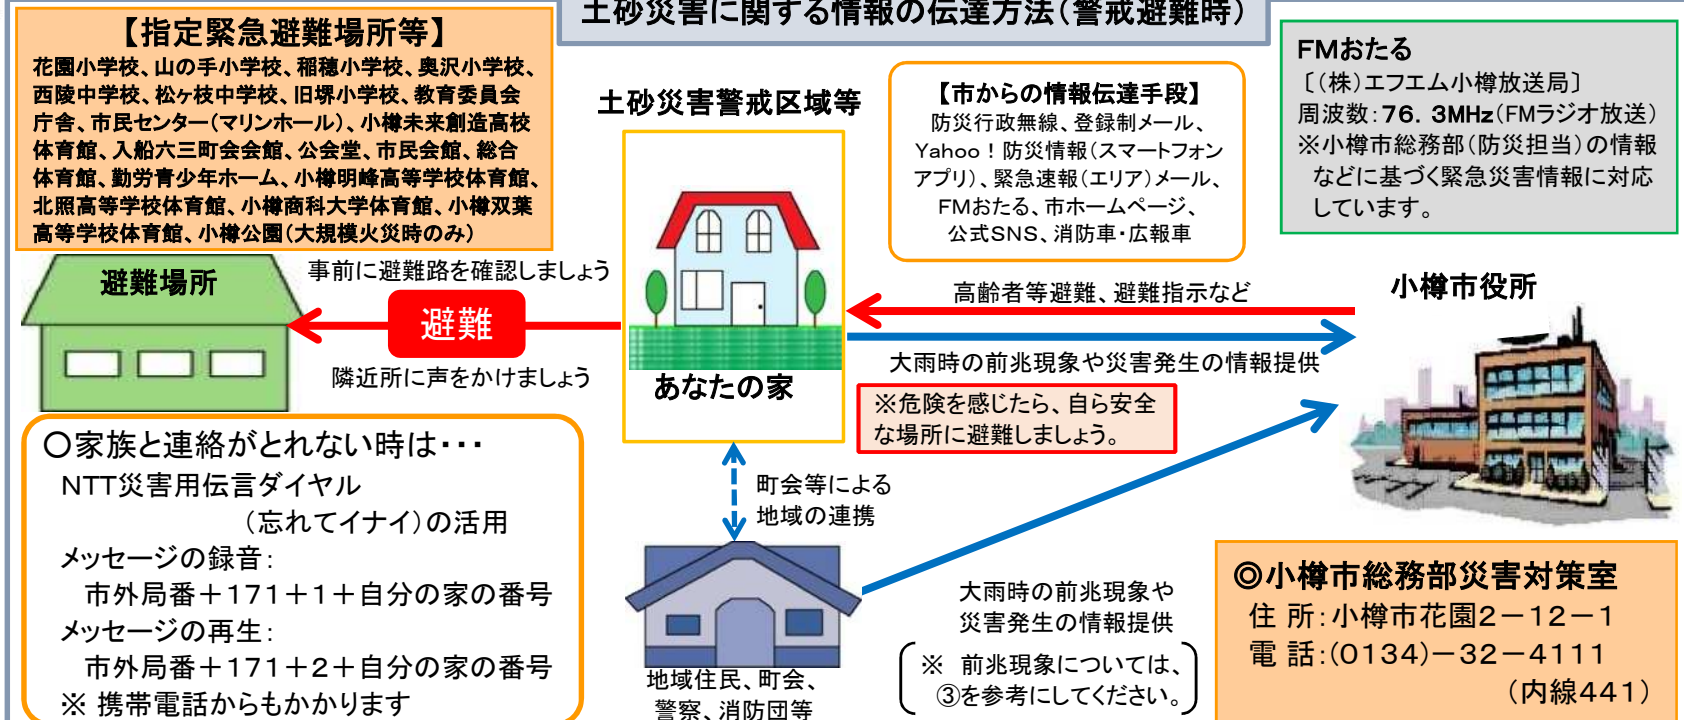 土砂災害に関する情報の伝達方法(警戒避難時)
【指定緊急避難場所等】
花園小学校、山の手小学校、稲穂小学校、奥沢小学校、
西陵中学校、松ヶ枝中学校、旧堺小学校、教育委員会
庁舎、市民センター(マリンホール)、小樽未来創造高校
体育館、入船六三町会会館、公会堂、市民会館、総合
体育館、勤労青少年ホーム、小樽明峰高等学校体育館、
北照高等学校体育館、小樽商科大学体育館、小樽双葉
高等学校体育館、小樽公園(大規模火災時のみ)
土砂災害警戒区域等
【市からの情報伝達手段】
防災行政無線、登録制メール、
Yahoo!防災情報(スマートフォン
アプリ)、緊急速報(エリア)メール、
FMおたる、市ホームページ、
公式SNS、消防車・広報車
FMおたる
〔(株)エフエム小樽放送局〕
周波数:76.3MHz(FMラジオ放送)
※小樽市総務部(防災担当)の情報
などに基づく緊急災害情報に対応
しています。
避難場所
事前に避難路を確認しましょう
避難
隣近所に声をかけましょう
あなたの家
高齢者等避難、避難指示など
大雨時の前兆現象や災害発生の情報提供
※危険を感じたら、自ら安全
な場所に避難しましょう。
小樽市役所
〇家族と連絡がとれない時は・・・
NTT災害用伝言ダイヤル
(忘れてイナイ)の活用
メッセージの録音:
市外局番+171+1+自分の家の番号
メッセージの再生:
市外局番+171+2+自分の家の番号
※ 携帯電話からもかかります
町会等による
地域の連携
地域住民、町会、
警察、消防団等
大雨時の前兆現象や
災害発生の情報提供
※ 前兆現象については、
③を参考にしてください。
◎小樽市総務部災害対策室
住 所:小樽市花園2-12-1
電 話:(0134)-32-4111
(内線441)